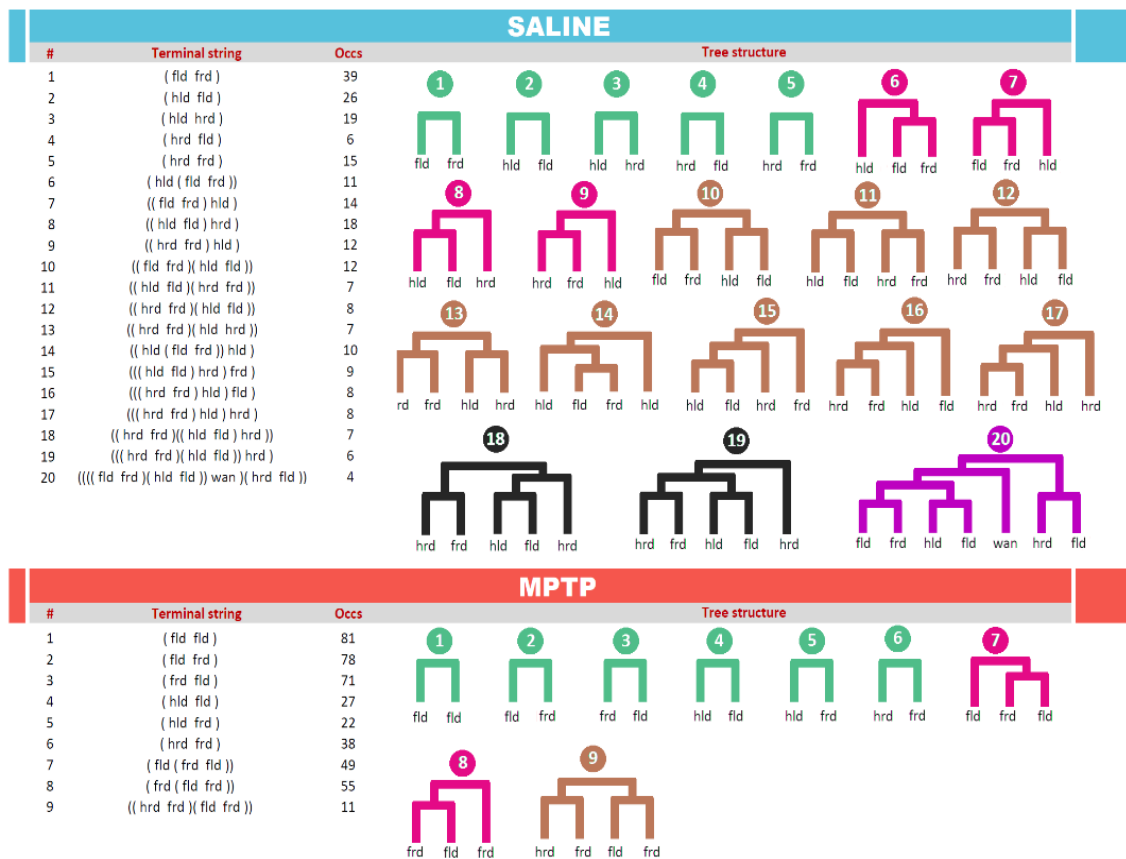 SALINE
# Terminal string Occs Tree structure
1 ( fld frd ) 39
2 ( hld fld ) 26
3 ( hld hrd ) 19
4 ( hrd fld ) 6
5 ( hrd frd ) 15
6 ( hld ( fld frd )) 11
7 (( fld frd ) hld ) 14
8 (( hld fld ) hrd ) 18
9 (( hrd frd ) hld ) 12
10 (( fld frd )( hld fld )) 12
11 (( hld fld )( hrd frd )) 7
12 (( hrd frd )( hld fld )) 8
13 (( hrd frd )( hld hrd )) 7
14 (( hld ( fld frd )) hld ) 10
15 ((( hld fld ) hrd ) frd ) 9
16 ((( hrd frd ) hld ) fld ) 8
17 ((( hrd frd ) hld ) hrd ) 8
18 (( hrd frd )(( hld fld ) hrd )) 7
19 ((( hrd frd )( hld fld )) hrd ) 6
20 (((( fld frd )( hld fld )) wan )( hrd fld )) 4
1 2 3 4 5 6 7
fld frd hld fld hld hrd hrd fld hrd frd hld fld frd fld frd hld
8 9 10 11 12
hld fld hrd hrd frd hld fld frd hld fld hld fld hrd frd hrd frd hld fld
13 14 15 16 17
rd frd hld hrd hld fld frd hld hld fld hrd frd hrd frd hld fld hrd frd hld hrd
18 19 20
hrd frd hld fld hrd hrd frd hld fld hrd fld frd hld fld wan hrd fld
MPTP
# Terminal string Occs Tree structure
1 ( fld fld ) 81
2 ( fld frd ) 78
3 ( frd fld ) 71
4 ( hld fld ) 27
5 ( hld frd ) 22
6 ( hrd frd ) 38
7 ( fld ( frd fld )) 49
8 ( frd ( fld frd )) 55
9 (( hrd frd )( fld frd )) 11
1 2 3 4 5 6 7
fld fld fld frd frd fld hld fld hld frd hrd frd fld frd fld
8 9
frd fld frd hrd frd fld frd